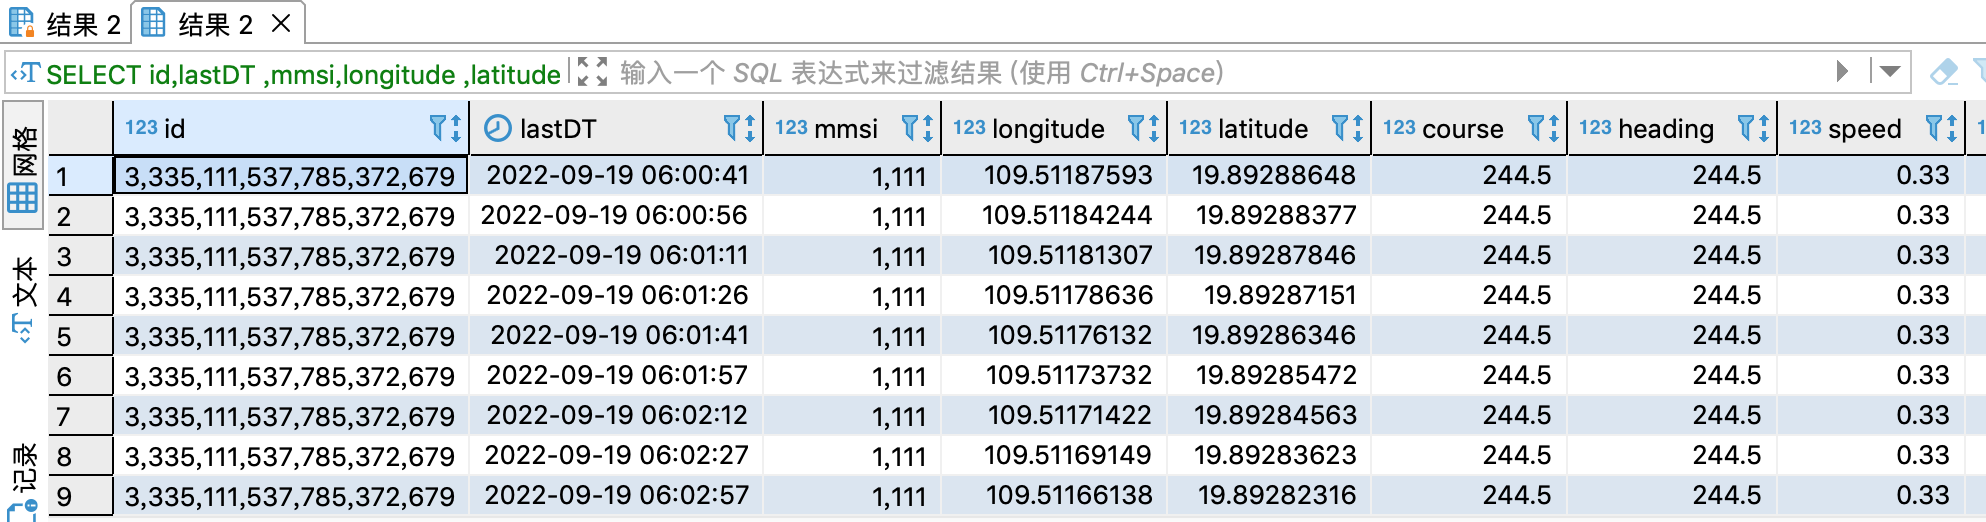 结果 2 结果 2
SELECT id,lastDT ,mmsi,longitude ,latitude 输入一个 SQL 表达式来过滤结果 (使用 Ctrl+Space)
网格
文本
记录
123 id lastDT 123 mmsi 123 longitude 123 latitude 123 course 123 heading 123 speed
1 3,335,111,537,785,372,679 2022-09-19 06:00:41 1,111 109.51187593 19.89288648 244.5 244.5 0.33
2 3,335,111,537,785,372,679 2022-09-19 06:00:56 1,111 109.51184244 19.89288377 244.5 244.5 0.33
3 3,335,111,537,785,372,679 2022-09-19 06:01:11 1,111 109.51181307 19.89287846 244.5 244.5 0.33
4 3,335,111,537,785,372,679 2022-09-19 06:01:26 1,111 109.51178636 19.89287151 244.5 244.5 0.33
5 3,335,111,537,785,372,679 2022-09-19 06:01:41 1,111 109.51176132 19.89286346 244.5 244.5 0.33
6 3,335,111,537,785,372,679 2022-09-19 06:01:57 1,111 109.51173732 19.89285472 244.5 244.5 0.33
7 3,335,111,537,785,372,679 2022-09-19 06:02:12 1,111 109.51171422 19.89284563 244.5 244.5 0.33
8 3,335,111,537,785,372,679 2022-09-19 06:02:27 1,111 109.51169149 19.89283623 244.5 244.5 0.33
9 3,335,111,537,785,372,679 2022-09-19 06:02:57 1,111 109.51166138 19.89282316 244.5 244.5 0.33